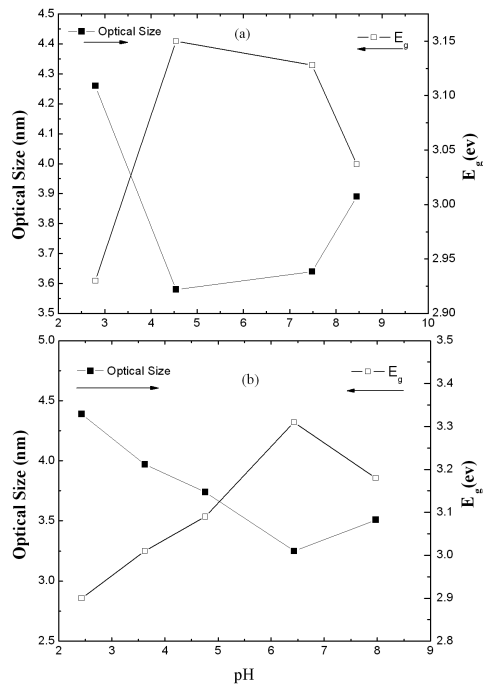 Optical Size
(a)
E_g
4.5
4.4
4.3
4.2
4.1
4.0
3.9
3.8
3.7
3.6
3.5
Optical Size (nm)
3.15
3.10
3.05
3.00
2.95
2.90
E_g(ev)
2 3 4 5 6 7 8 9 10
Optical Size
(b)
E_g
5.0
4.5
4.0
3.5
3.0
2.5
Optical Size (nm)
3.5
3.4
3.3
3.2
3.1
3.0
2.9
2.8
E_g(ev)
2 3 4 5 6 7 8 9
pH